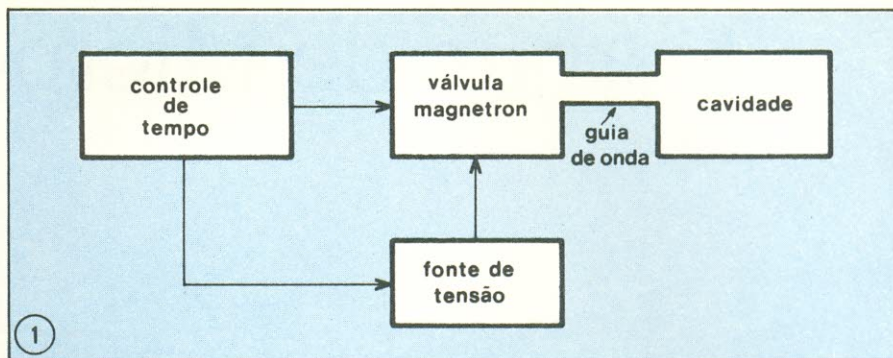 controle
de
tempo
válvula
magnetron
guia
de onda
cavidade
fonte de
tensão
1